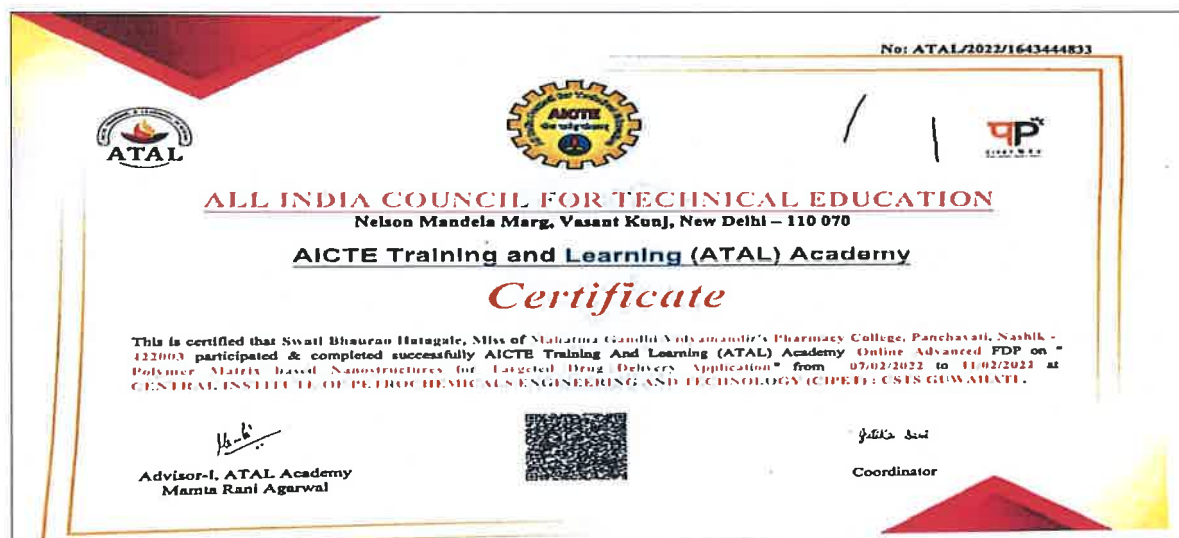 No: ATAL/2022/1643444833
ATAL
AICTE
ALL INDIA COUNCIL FOR TECHNICAL EDUCATION
Nelson Mandela Marg, Vasant Kunj, New Delhi – 110 070
AICTE Training and Learning (ATAL) Academy
Certificate
This is certified that Swati Bhaurao Hatagale, Miss of Mahatma Gandhi Vidyamandir's Pharmacy College, Panchavati, Nashik -
422003 participated & completed successfully AICTE Training And Learning (ATAL) Academy Online Advanced FDP on "
Polymer Matrix based Nanostructures for Targeted Drug Delivery Application" from 07/02/2022 to 11/02/2022 at
CENTRAL INSTITUTE OF PETROCHEMICALS ENGINEERING AND TECHNOLOGY (CIPET) : CSTS GUWAHATI.
Advisor-I, ATAL Academy
Mamta Rani Agarwal
Coordinator